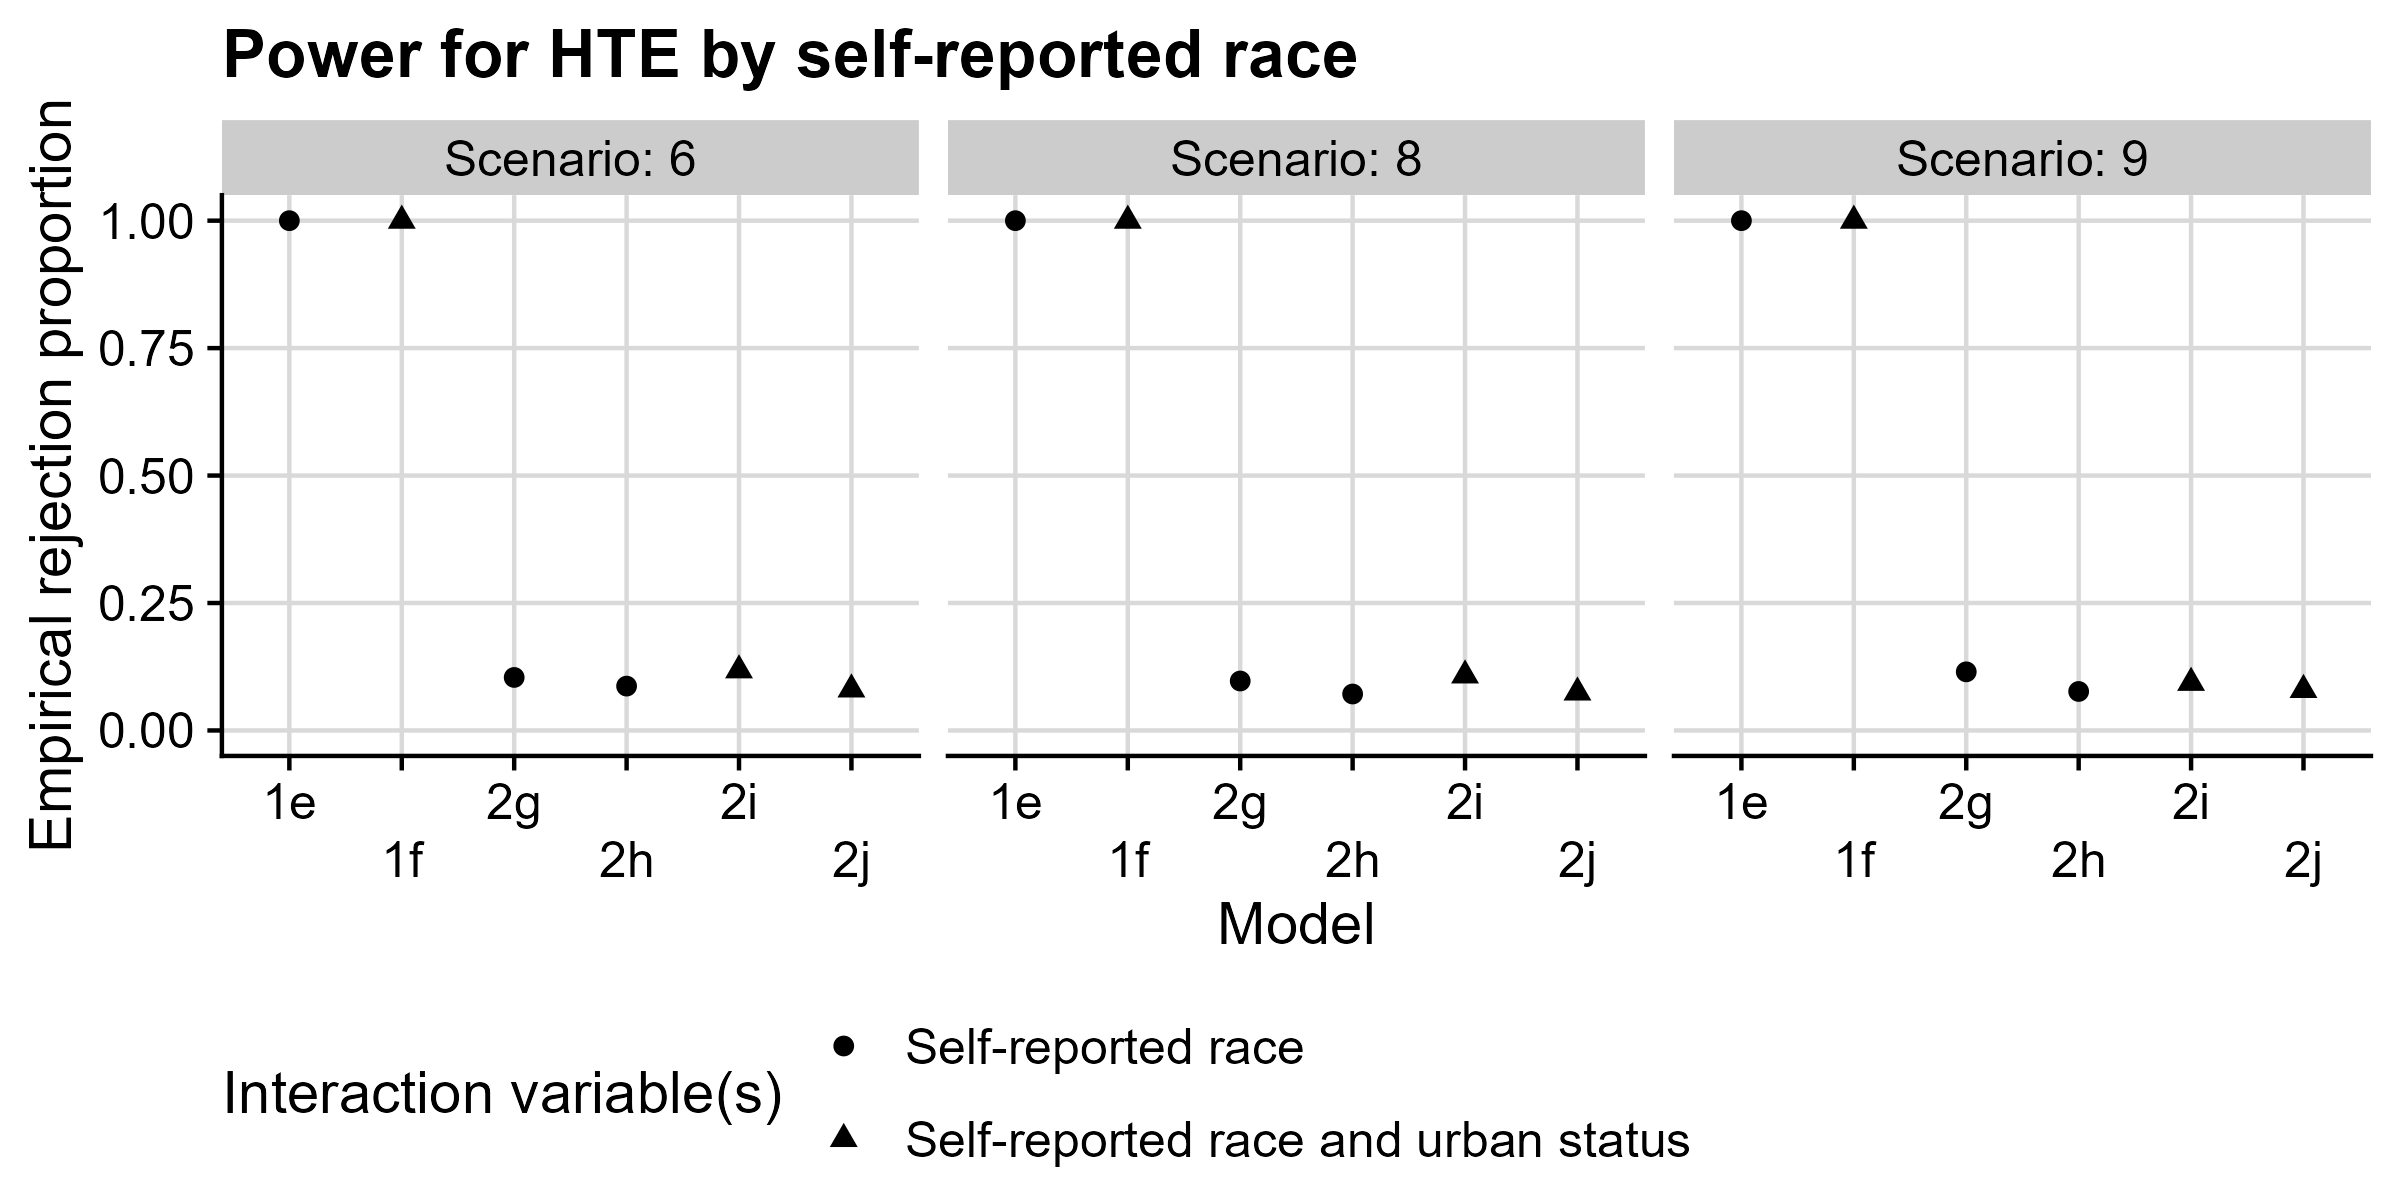 Power for HTE by self-reported race
Empirical rejection proportion
Scenario: 6
Scenario: 8
Scenario: 9
1.00
0.75
0.50
0.25
0.00
1e
1f
2g
2h
2i
2j
1e
1f
2g
2h
2i
2j
1e
1f
2g
2h
2i
2j
Model
Interaction variable(s)
Self-reported race
Self-reported race and urban status